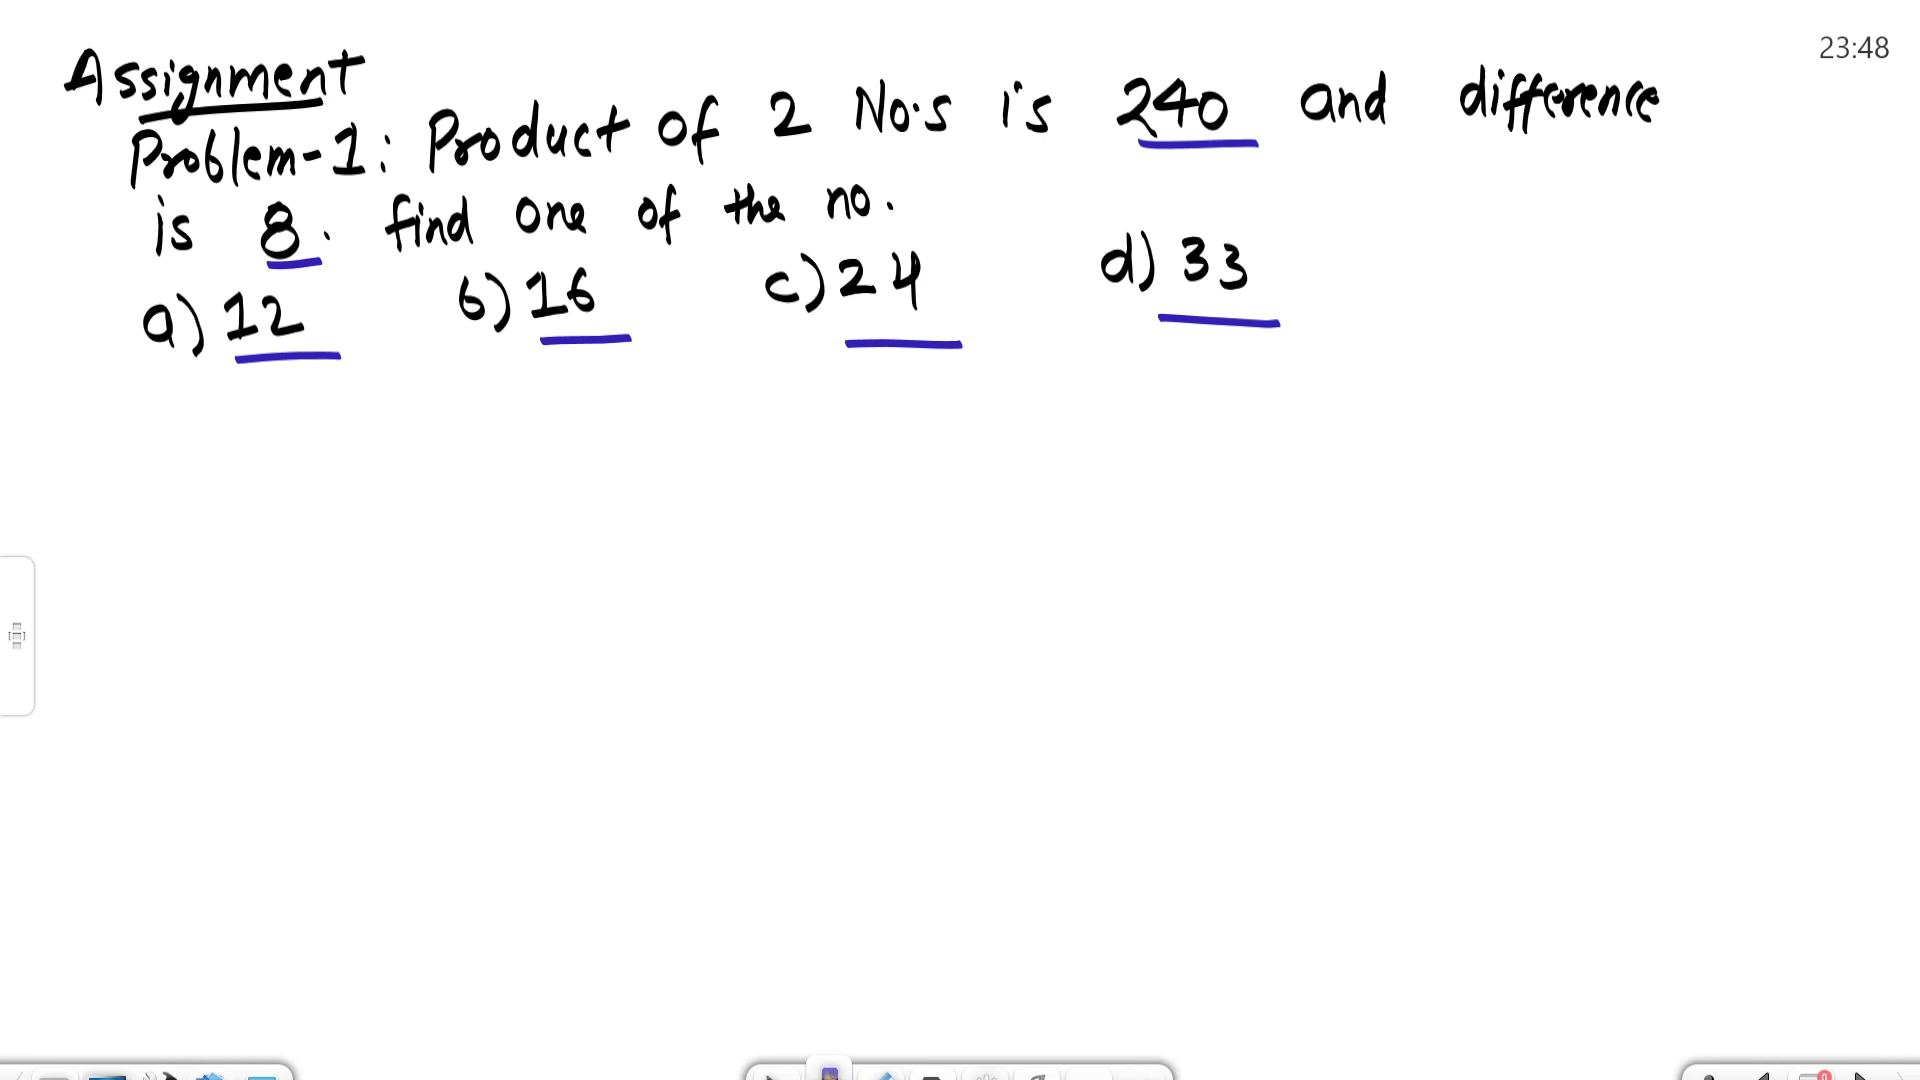 23:48
Assignment
Problem-1: Product of 2 No.s is 240 and difference
is 8. find one of the no.
a) 12 b) 16 c) 24 d) 33